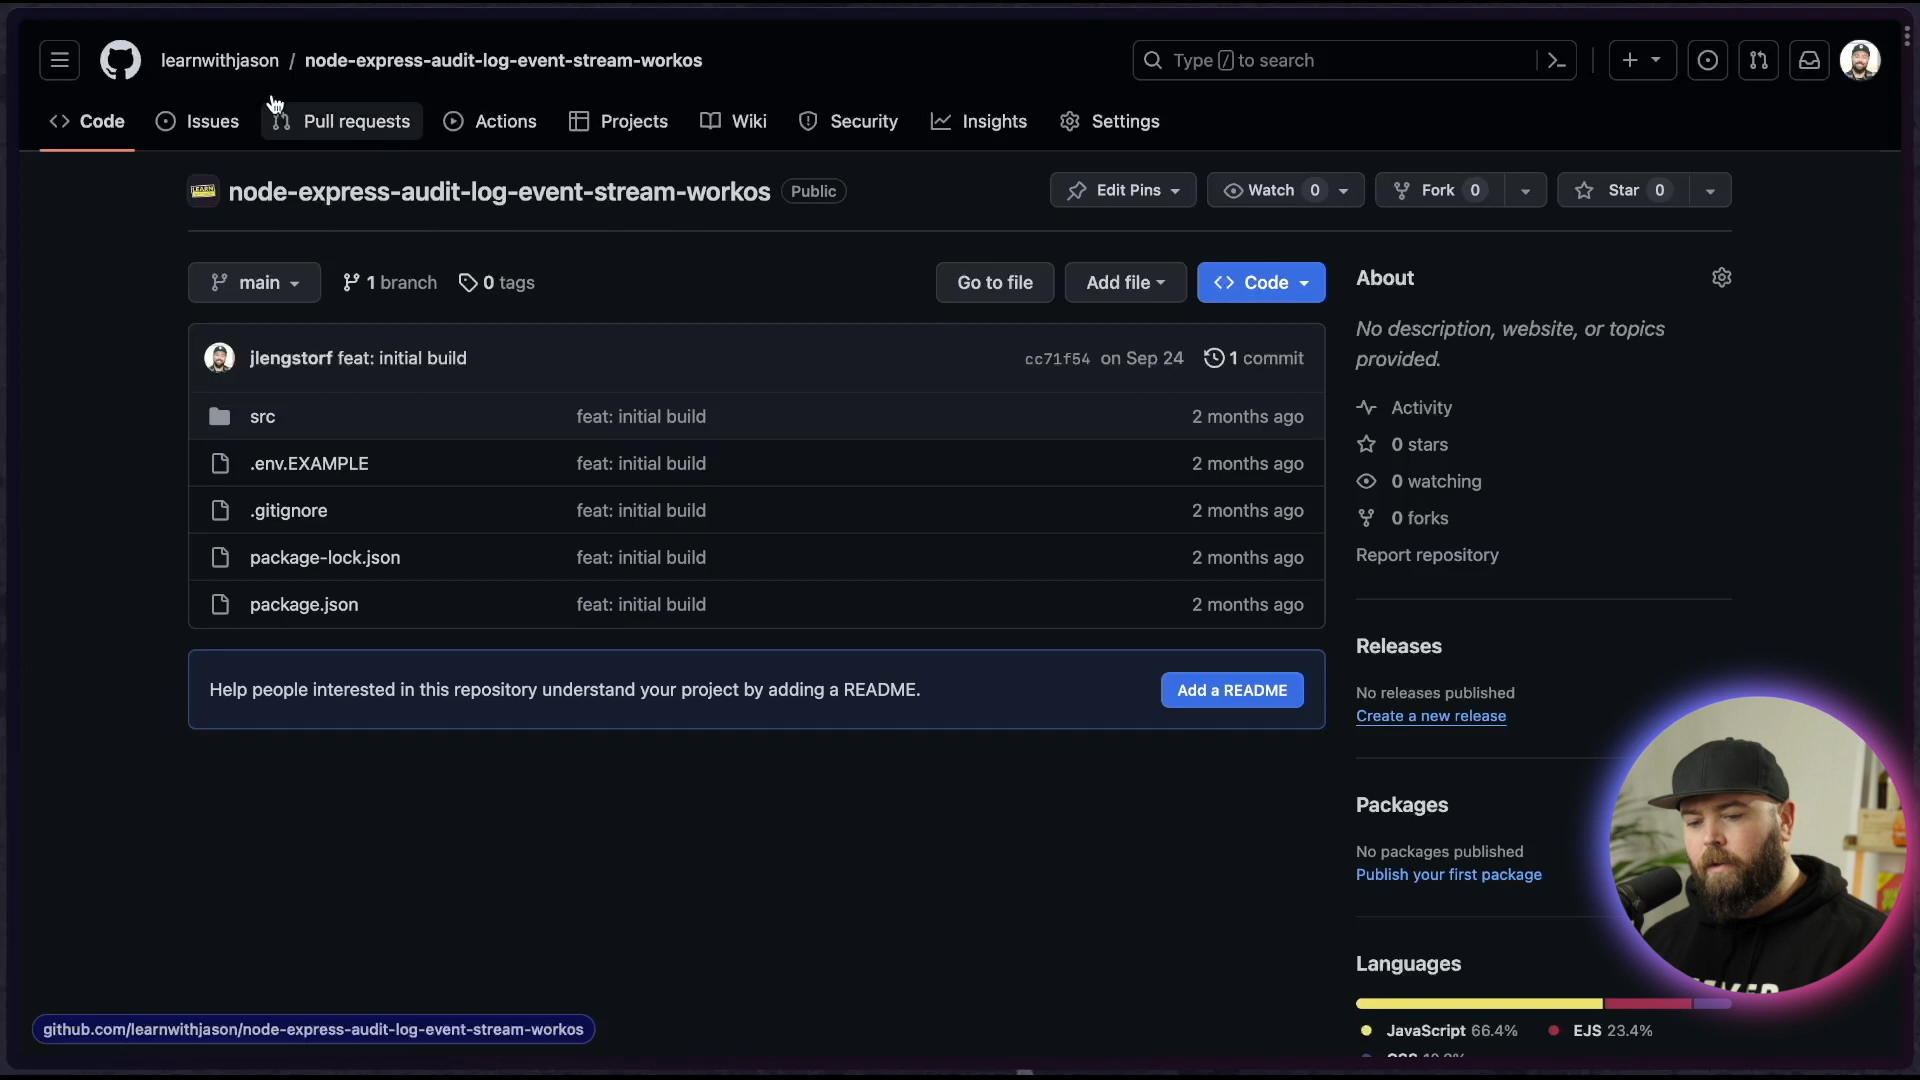 learnwithjason / node-express-audit-log-event-stream-workos
Type / to search
Code
Issues
Pull requests
Actions
Projects
Wiki
Security
Insights
Settings
node-express-audit-log-event-stream-workos Public
Edit Pins
Watch 0
Fork 0
Star 0
main
1 branch
0 tags
Go to file
Add file
Code
jlengstorf feat: initial build
cc71f54 on Sep 24
1 commit
src feat: initial build 2 months ago
.env.EXAMPLE feat: initial build 2 months ago
.gitignore feat: initial build 2 months ago
package-lock.json feat: initial build 2 months ago
package.json feat: initial build 2 months ago
Help people interested in this repository understand your project by adding a README.
Add a README
About
No description, website, or topics
provided.
Activity
0 stars
0 watching
0 forks
Report repository
Releases
No releases published
Create a new release
Packages
No packages published
Publish your first package
Languages
JavaScript 66.4%
EJS 23.4%
github.com/learnwithjason/node-express-audit-log-event-stream-workos